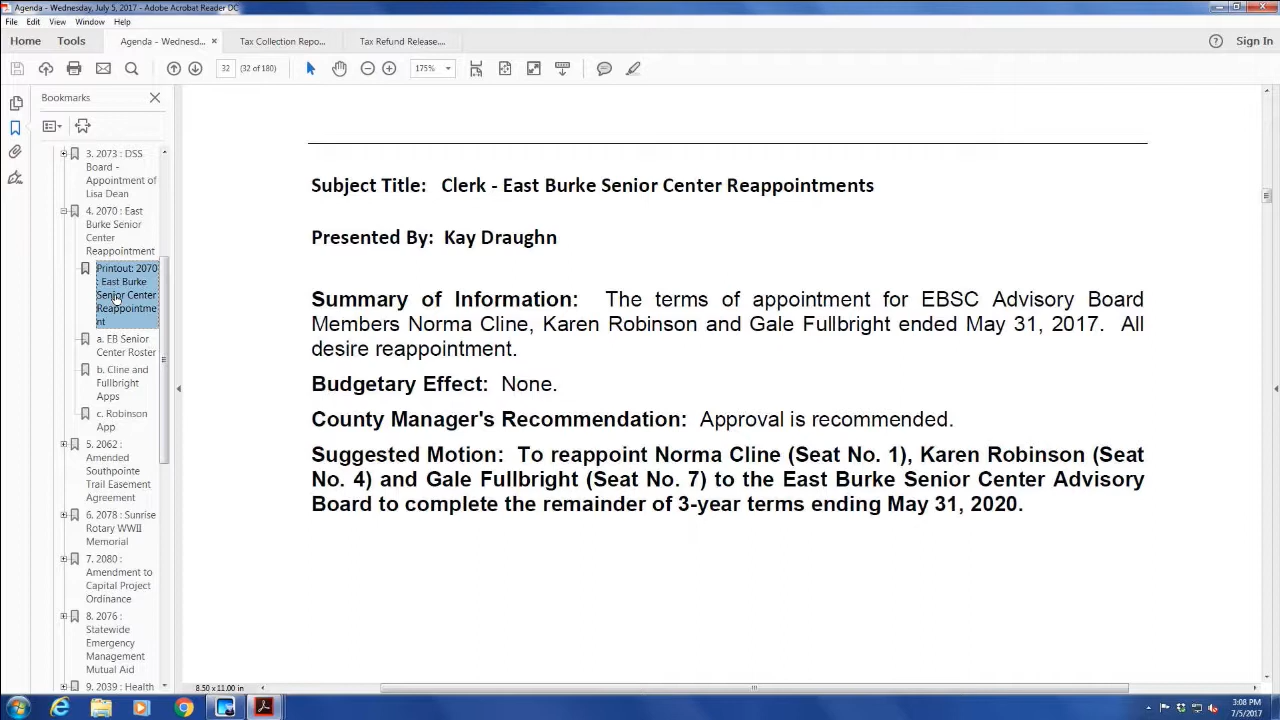 Agenda - Wednesday, July 5, 2017 - Adobe Acrobat Reader DC
File Edit View Window Help
Home Tools Agenda - Wednesd... × Tax Collection Repo... Tax Refund Release.... Sign In
32 (32 of 180) 175%
Bookmarks
3. 2073 : DSS
Board -
Appointment of
Lisa Dean
4. 2070 : East
Burke Senior
Center
Reappointment
Printout: 2070
: East Burke
Senior Center
Reappointme
nt
a. EB Senior
Center Roster
b. Cline and
Fullbright
Apps
c. Robinson
App
5. 2062 :
Amended
Southpointe
Trail Easement
Agreement
6. 2078 : Sunrise
Rotary WWII
Memorial
7. 2080 :
Amendment to
Capital Project
Ordinance
8. 2076 :
Statewide
Emergency
Management
Mutual Aid
9. 2039 : Health
Subject Title: Clerk - East Burke Senior Center Reappointments
Presented By: Kay Draughn
Summary of Information: The terms of appointment for EBSC Advisory Board
Members Norma Cline, Karen Robinson and Gale Fullbright ended May 31, 2017. All
desire reappointment.
Budgetary Effect: None.
County Manager's Recommendation: Approval is recommended.
Suggested Motion: To reappoint Norma Cline (Seat No. 1), Karen Robinson (Seat
No. 4) and Gale Fullbright (Seat No. 7) to the East Burke Senior Center Advisory
Board to complete the remainder of 3-year terms ending May 31, 2020.
8.50 x 11.00 in
3:08 PM
7/5/2017